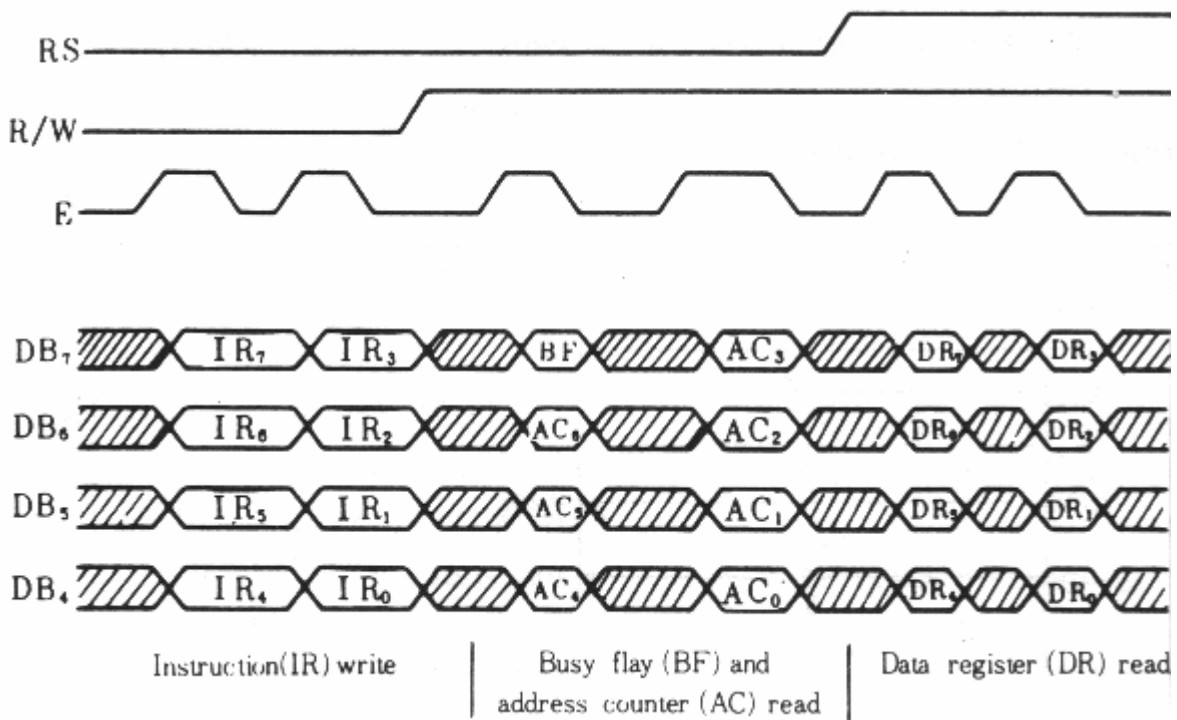 RS
R/W
E
DB₇ IR₇ IR₃ BF AC₃ DR₇ DR₃
DB₆ IR₆ IR₂ AC₆ AC₂ DR₆ DR₂
DB₅ IR₅ IR₁ AC₅ AC₁ DR₅ DR₁
DB₄ IR₄ IR₀ AC₄ AC₀ DR₄ DR₀
Instruction(IR) write
Busy flay (BF) and
address counter (AC) read
Data register (DR) read